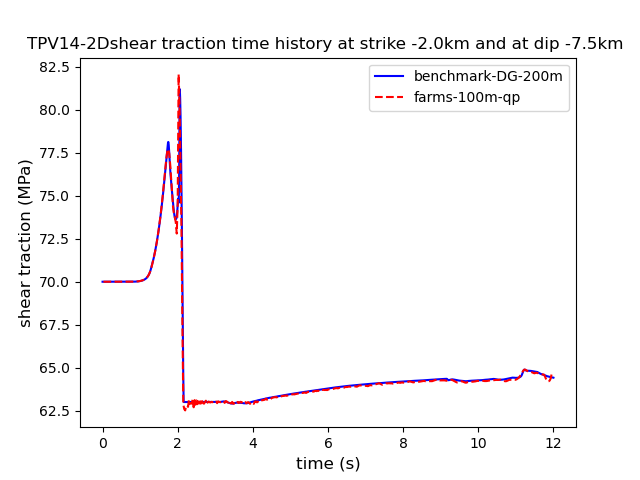 TPV14-2Dshear traction time history at strike -2.0km and at dip -7.5km
benchmark-DG-200m
farms-100m-qp
82.5
80.0
77.5
75.0
72.5
70.0
67.5
65.0
62.5
shear traction (MPa)
0 2 4 6 8 10 12
time (s)